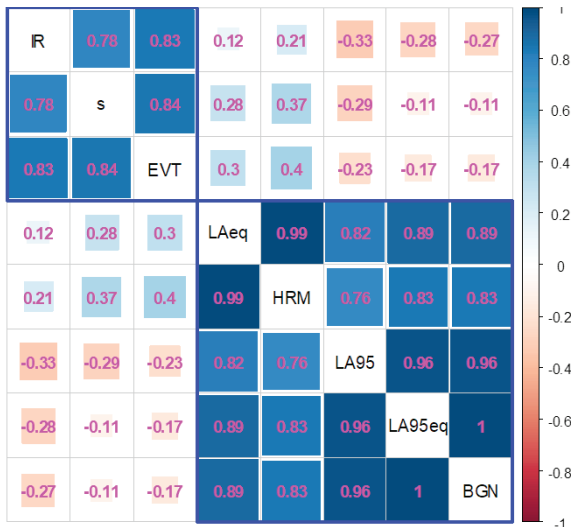 IR 0.78 0.83 0.12 0.21 -0.33 -0.28 -0.27
0.78 s 0.84 0.28 0.37 -0.29 -0.11 -0.11
0.83 0.84 EVT 0.3 0.4 -0.23 -0.17 -0.17
0.12 0.28 0.3 LAeq 0.99 0.82 0.89 0.89
0.21 0.37 0.4 0.99 HRM 0.76 0.83 0.83
-0.33 -0.29 -0.23 0.82 0.76 LA95 0.96 0.96
-0.28 -0.11 -0.17 0.89 0.83 0.96 LA95eq 1
-0.27 -0.11 -0.17 0.89 0.83 0.96 1 BGN
1
0.8
0.6
0.4
0.2
0
-0.2
-0.4
-0.6
-0.8
-1